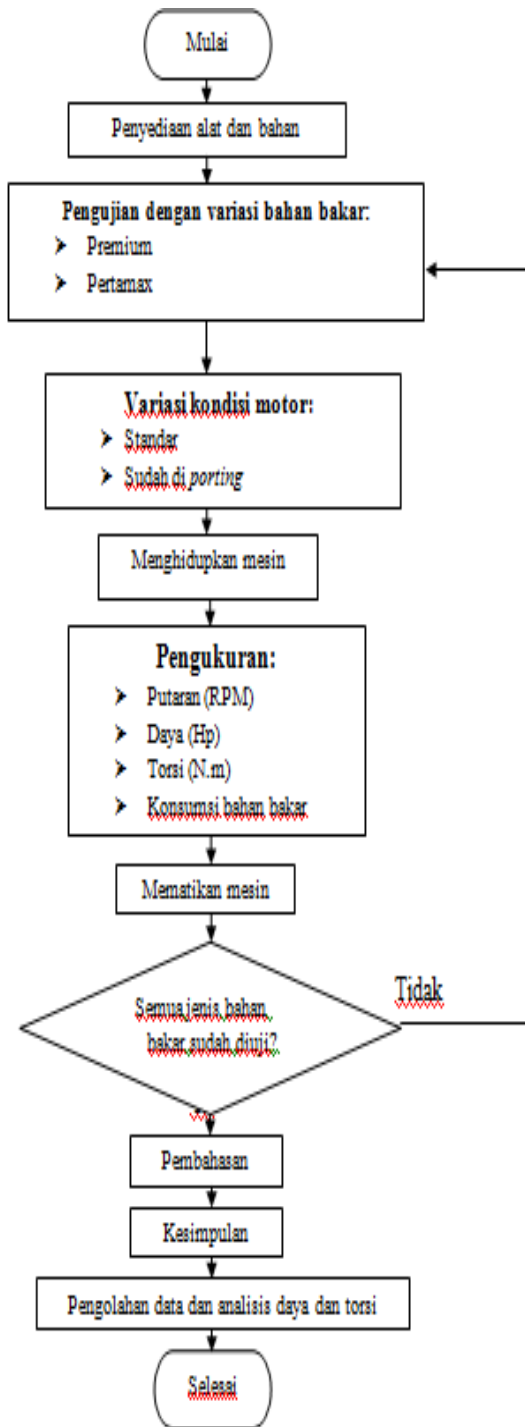 Mulai
Penyediaan alat dan bahan
Pengujian dengan variasi bahan bakar:
➤ Premium
➤ Pertamax
Variasi kondisi motor:
➤ Standar
➤ Sudah di porting
Menghidupkan mesin
Pengukuran:
➤ Putaran (RPM)
➤ Daya (Hp)
➤ Torsi (N.m)
➤ Konsumsi bahan bakar
Mematikan mesin
Semua jenis bahan
bakar sudah diuji?
Tidak
Pembahasan
Kesimpulan
Pengolahan data dan analisis daya dan torsi
Selesai